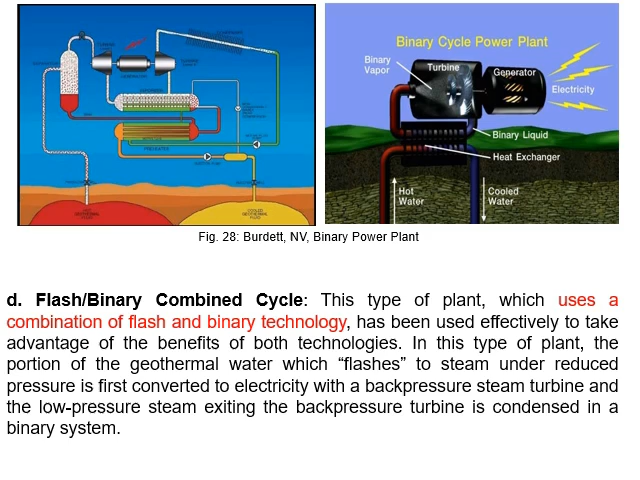 Binary Cycle Power Plant
Binary
Vapor
Turbine
Generator
Electricity
Binary Liquid
Heat Exchanger
Hot
Water
Cooled
Water
Fig. 28: Burdett, NV, Binary Power Plant
d. Flash/Binary Combined Cycle: This type of plant, which uses a
combination of flash and binary technology, has been used effectively to take
advantage of the benefits of both technologies. In this type of plant, the
portion of the geothermal water which “flashes” to steam under reduced
pressure is first converted to electricity with a backpressure steam turbine and
the low-pressure steam exiting the backpressure turbine is condensed in a
binary system.